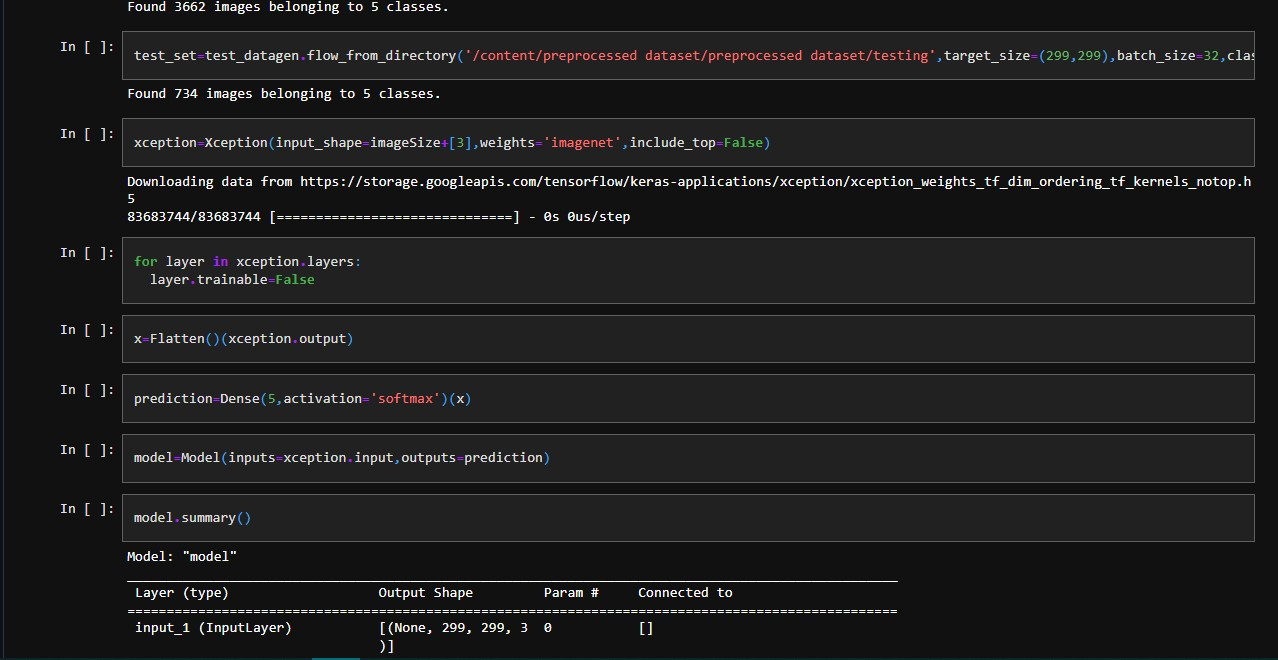 Found 3662 images belonging to 5 classes.
In [ ]: test_set=test_datagen.flow_from_directory('/content/preprocessed dataset/preprocessed dataset/testing',target_size=(299,299),batch_size=32,clas
Found 734 images belonging to 5 classes.
In [ ]: xception=Xception(input_shape=imageSize+[3],weights='imagenet',include_top=False)
Downloading data from https://storage.googleapis.com/tensorflow/keras-applications/xception/xception_weights_tf_dim_ordering_tf_kernels_notop.h
5
83683744/83683744 [==============================] - 0s 0us/step
In [ ]: for layer in xception.layers:
  layer.trainable=False
In [ ]: x=Flatten()(xception.output)
In [ ]: prediction=Dense(5,activation='softmax')(x)
In [ ]: model=Model(inputs=xception.input,outputs=prediction)
In [ ]: model.summary()
Model: "model"
__________________________________________________________________________________________________
Layer (type) Output Shape Param # Connected to
==================================================================================================
input_1 (InputLayer) [(None, 299, 299, 3 0 []
)]